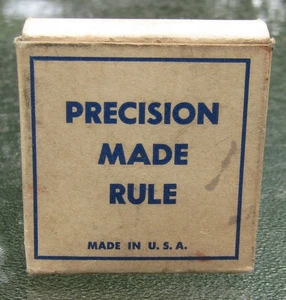 PRECISION
MADE
RULE
MADE IN U. S. A.